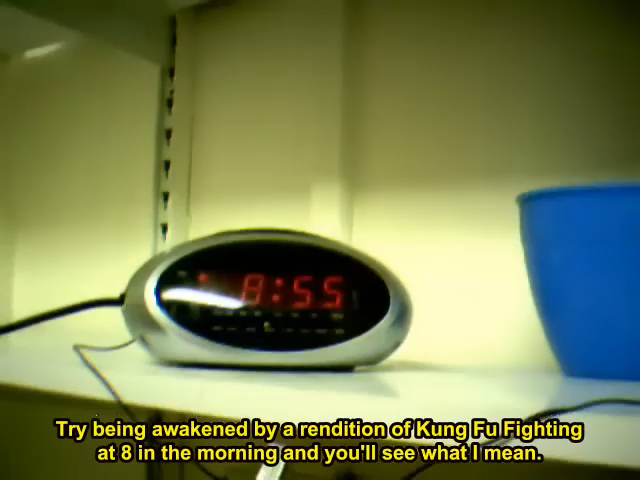 8:55
Try being awakened by a rendition of Kung Fu Fighting
at 8 in the morning and you'll see what I mean.